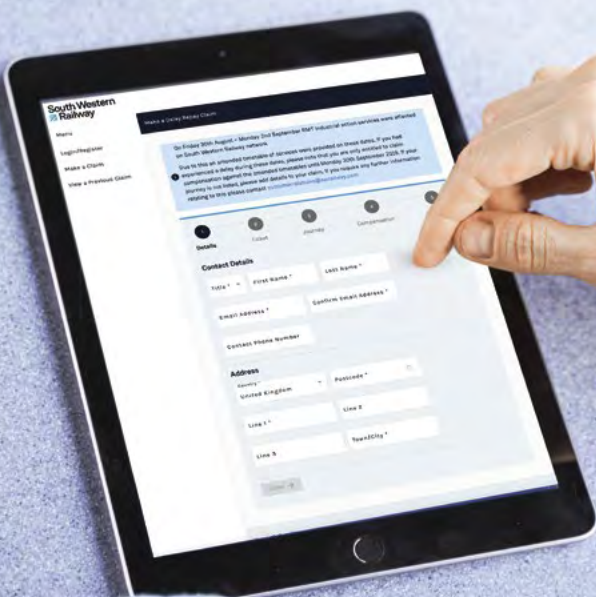 South Western
Railway
Menu
Login/Register
Make a Claim
View a Previous Claim
Make a Delay Repay Claim
On Friday 30th August - Monday 2nd September RMT industrial action services were affected
on South Western Railway network.
Due to this an amended timetable of services were provided on these dates. If you had
experienced a delay during these dates, please note that you are only entitled to claim
compensation against the amended timetables until Monday 30th September 2019. If your
journey is not listed, please add details to your claim. If you require any further information
relating to this please contact
1
2
3
4
Details
Ticket
Journey
Compensation
Contact Details
Title *
First Name *
Last Name *
Email Address *
Confirm Email Address *
Contact Phone Number
Address
Country *
United Kingdom
Postcode *
Line 1 *
Line 2
Line 3
Town/City *